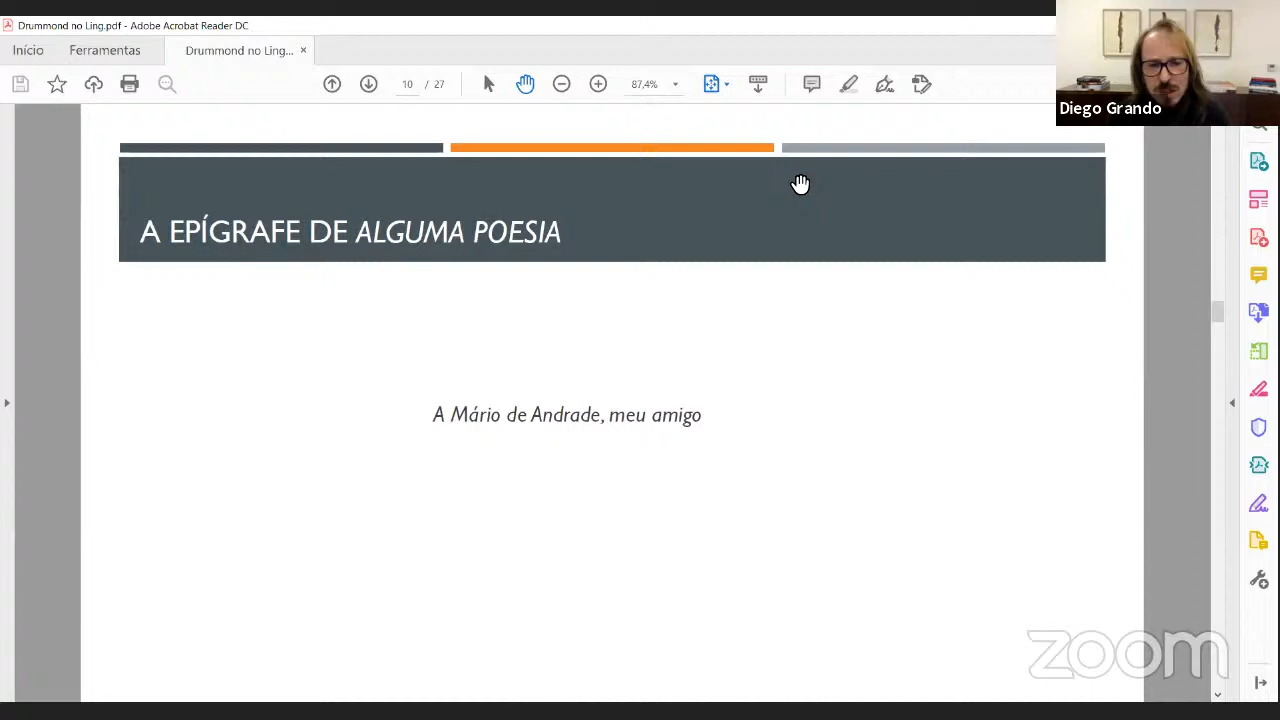 Drummond no Ling.pdf - Adobe Acrobat Reader DC
Início Ferramentas Drummond no Ling... ×
10 / 27 87,4%
Diego Grando
A EPÍGRAFE DE ALGUMA POESIA
A Mário de Andrade, meu amigo
zoom